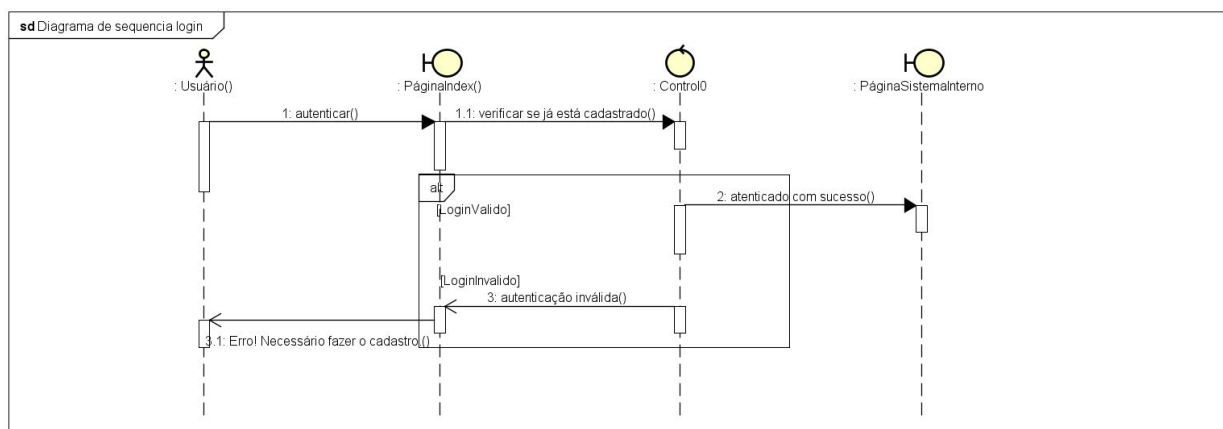 sd Diagrama de sequencia login
: Usuário()
: PáginaIndex()
: Control0
: PáginaSistemaInterno
1: autenticar()
1.1: verificar se já está cadastrado()
alt
2: atenticado com sucesso()
[LoginValido]
[LoginInvalido]
3: autenticação inválida()
3.1: Erro! Necessário fazer o cadastro.()